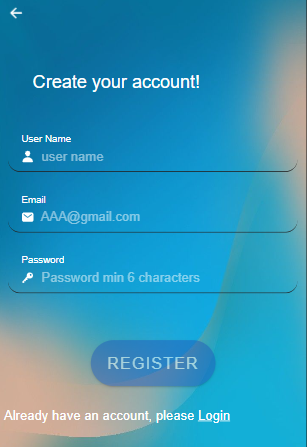 Create your account!
User Name
user name
Email
AAA@gmail.com
Password
Password min 6 characters
REGISTER
Already have an account, please Login